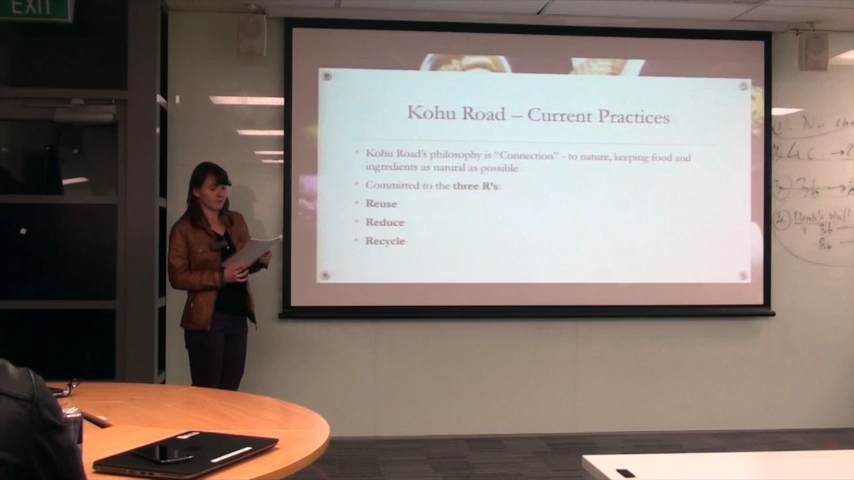 EXIT
Kohu Road – Current Practices
• Kohu Road's philosophy is "Connection" - to nature, keeping food and
ingredients as natural as possible
• Committed to the three R's:
• Reuse
• Reduce
• Recycle
No